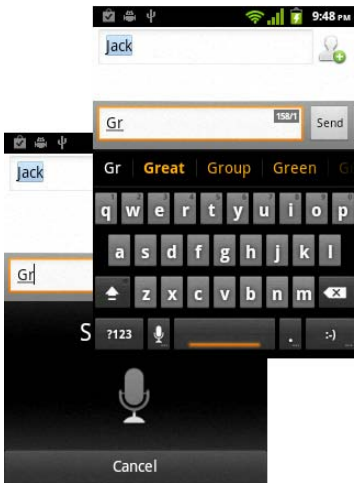 9:48 PM
Jack
Gr
158/1
Send
Gr Great Group Green
q w e r t y u i o p
a s d f g h j k l
z x c v b n m
?123
. :-)
Jack
Gr
S
Cancel